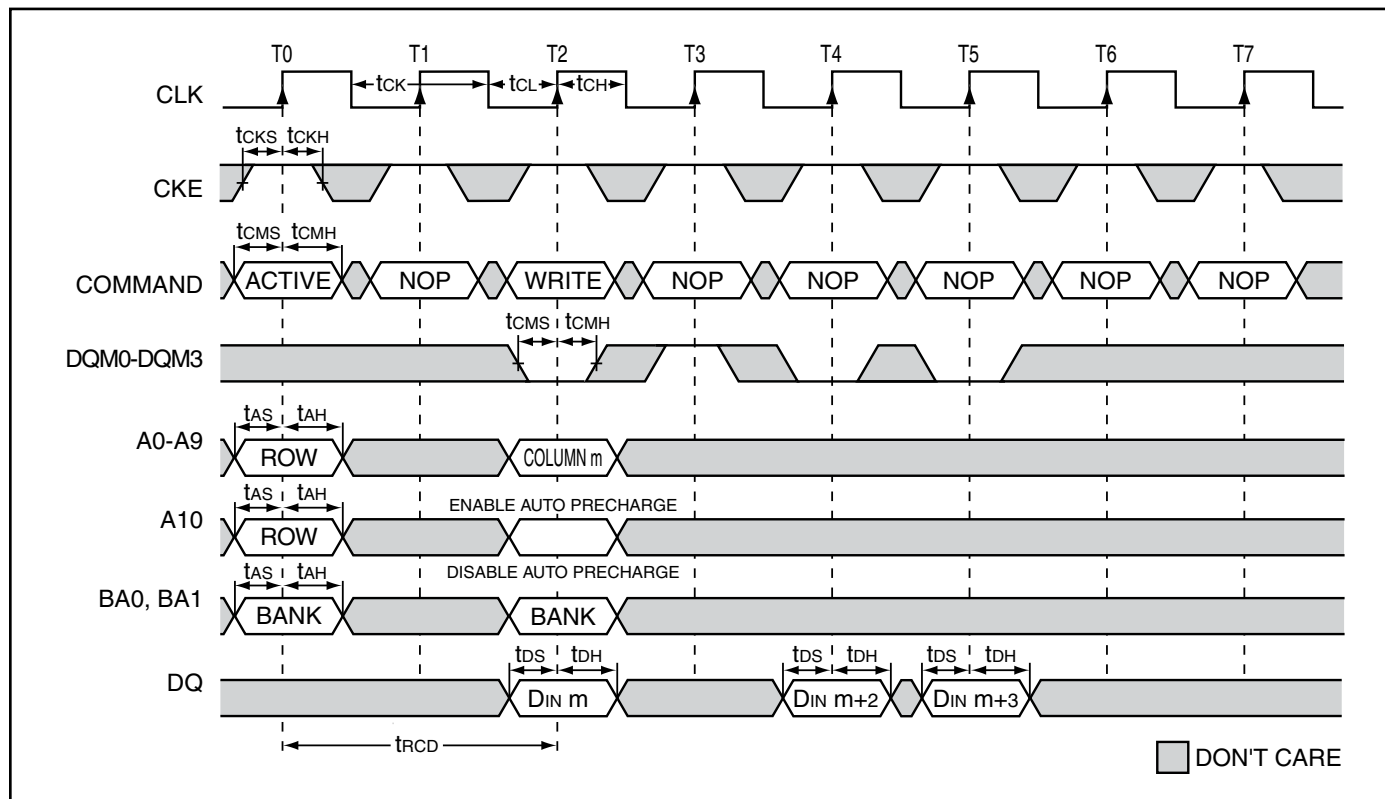 T0 T1 T2 T3 T4 T5 T6 T7
CLK tCK tCL tCH
tCKS tCKH
CKE
tCMS tCMH
COMMAND ACTIVE NOP WRITE NOP NOP NOP NOP NOP
tCMS tCMH
DQM0-DQM3
tAS tAH
A0-A9 ROW COLUMN m
tAS tAH ENABLE AUTO PRECHARGE
A10 ROW
tAS tAH DISABLE AUTO PRECHARGE
BA0, BA1 BANK BANK
tDS tDH tDS tDH tDS tDH
DQ DIN m DIN m+2 DIN m+3
tRCD
DON'T CARE